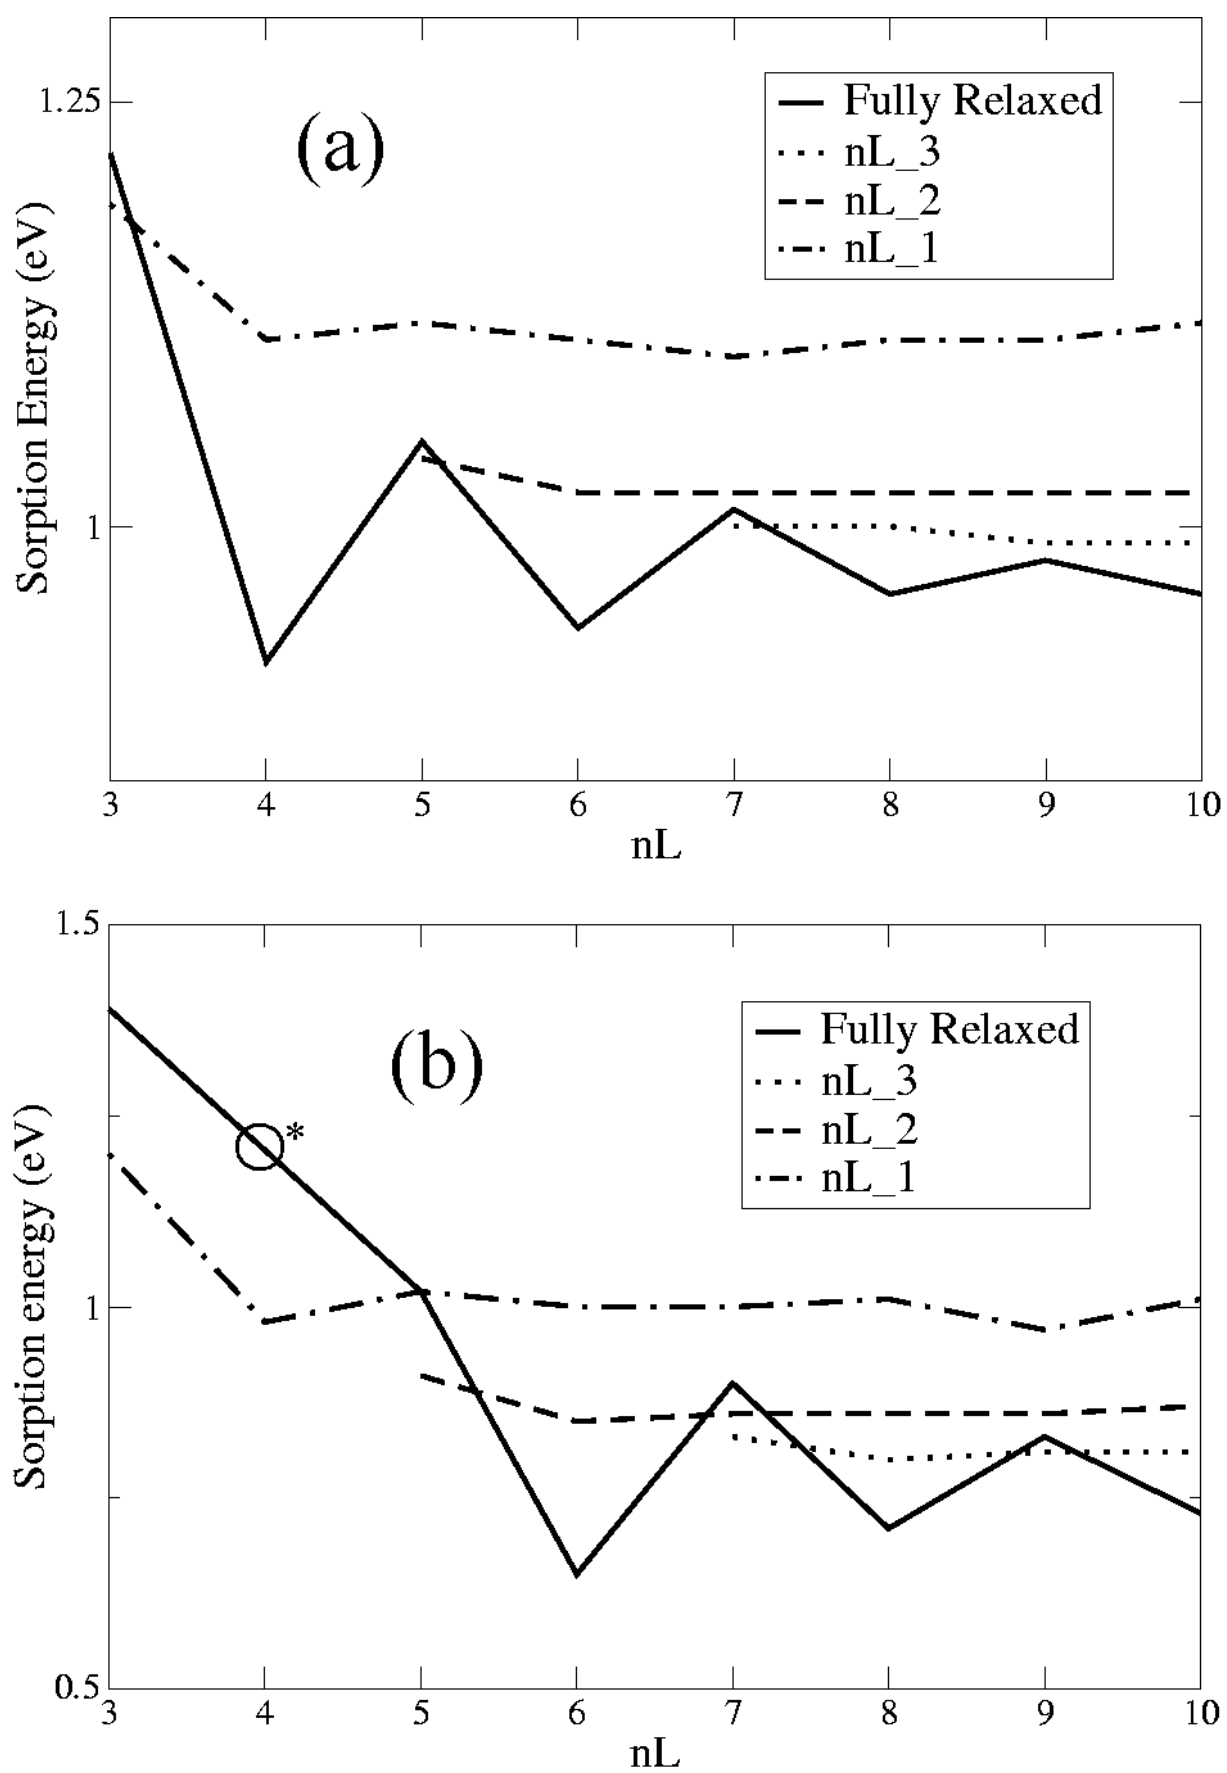 1.25
(a)
Fully Relaxed
nL_3
nL_2
nL_1
Sorption Energy (eV)
1
3 4 5 6 7 8 9 10
nL
1.5
(b)
Fully Relaxed
nL_3
nL_2
nL_1
*
Sorption energy (eV)
1
0.5
3 4 5 6 7 8 9 10
nL